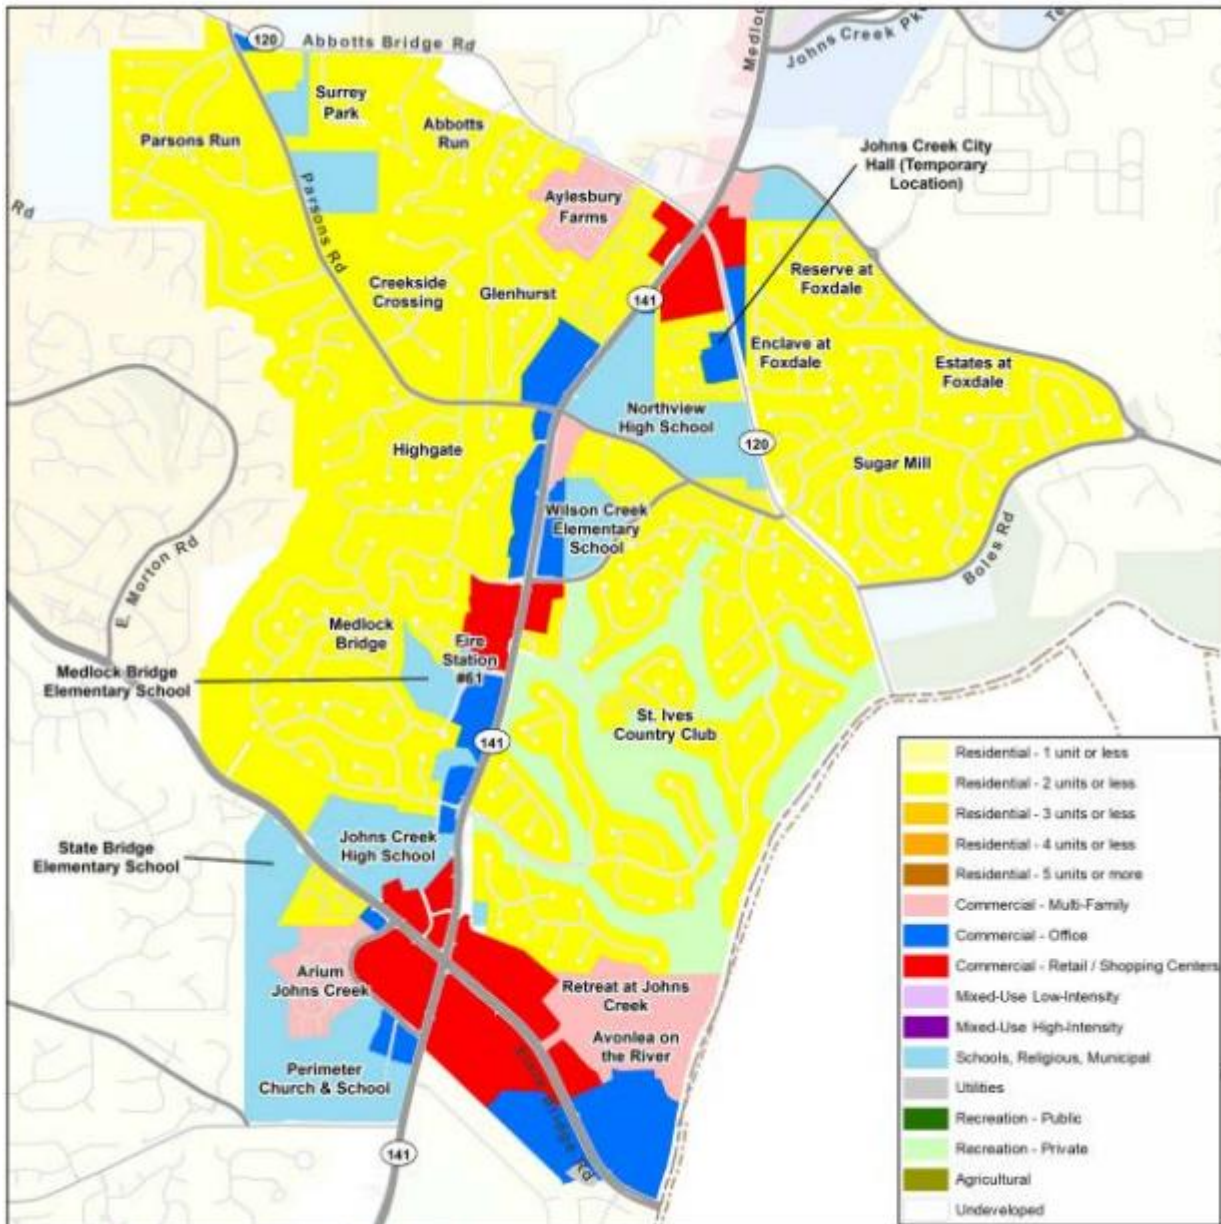 120
Abbotts Bridge Rd
Medloc
Johns Creek Pk
Te
Surrey
Park
Parsons Run
Abbotts
Run
Johns Creek City
Hall (Temporary
Location)
Rd
Parsons Rd
Aylesbury
Farms
Creekside
Crossing
Glenhurst
141
Reserve at
Foxdale
Enclave at
Foxdale
Estates at
Foxdale
Northview
High School
120
Highgate
Sugar Mill
Wilson Creek
Elementary
School
E. Morton Rd
Boles Rd
Medlock
Bridge
Fire
Station
#61
Medlock Bridge
Elementary School
St. Ives
Country Club
141
State Bridge
Elementary School
Johns Creek
High School
Arium
Johns Creek
Retreat at Johns
Creek
Avonlea on
the River
Perimeter
Church & School
141
Residential - 1 unit or less
Residential - 2 units or less
Residential - 3 units or less
Residential - 4 units or less
Residential - 5 units or more
Commercial - Multi-Family
Commercial - Office
Commercial - Retail / Shopping Centers
Mixed-Use Low-Intensity
Mixed-Use High-Intensity
Schools, Religious, Municipal
Utilities
Recreation - Public
Recreation - Private
Agricultural
Undeveloped